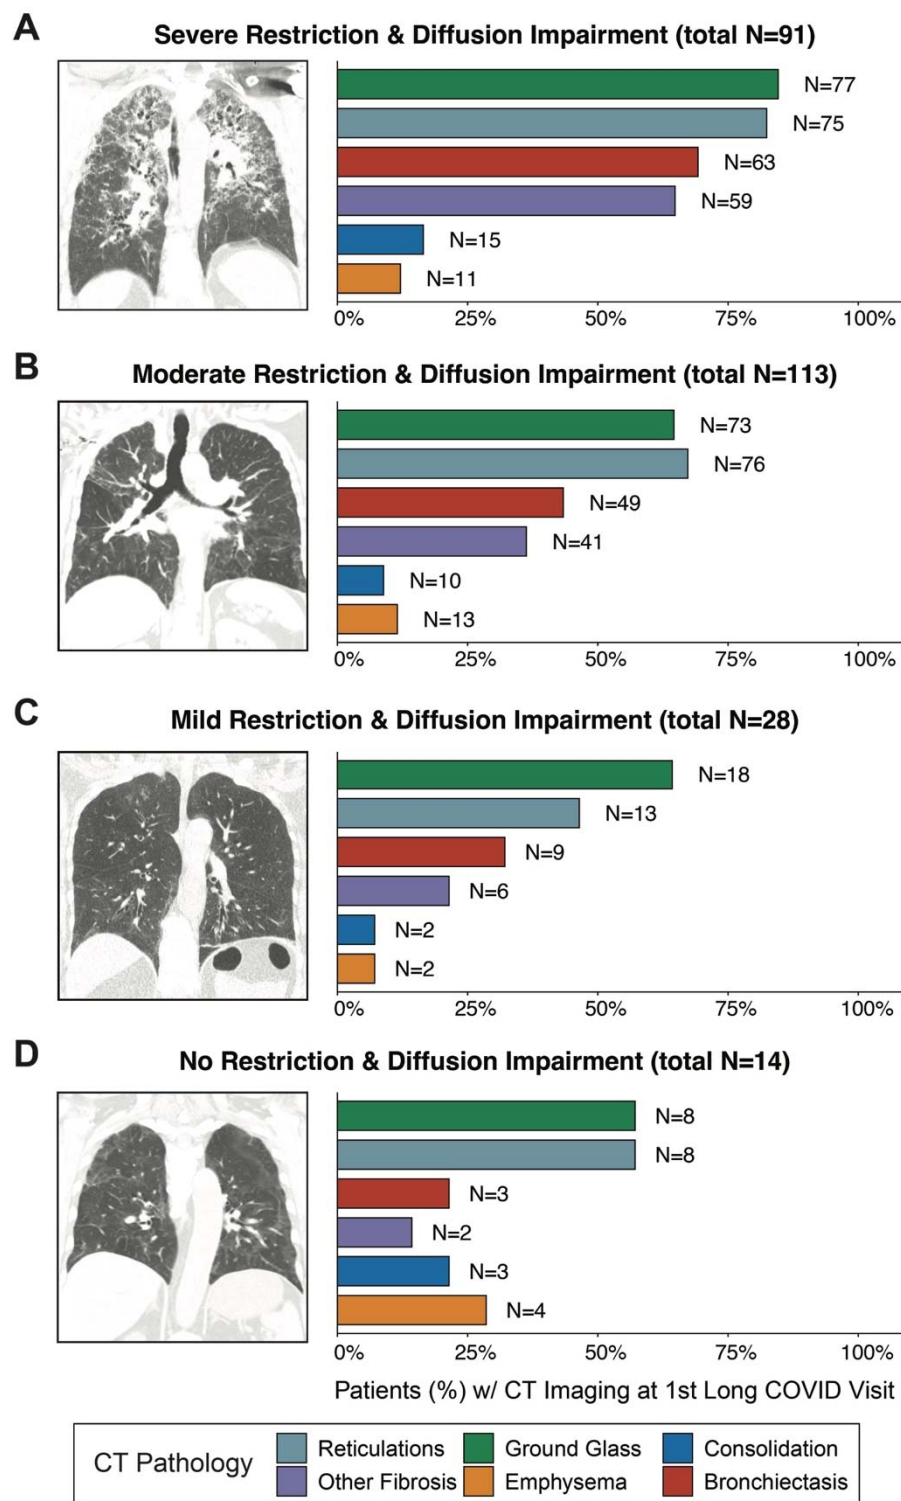 A
Severe Restriction & Diffusion Impairment (total N=91)
N=77
N=75
N=63
N=59
N=15
N=11
0% 25% 50% 75% 100%
B
Moderate Restriction & Diffusion Impairment (total N=113)
N=73
N=76
N=49
N=41
N=10
N=13
0% 25% 50% 75% 100%
C
Mild Restriction & Diffusion Impairment (total N=28)
N=18
N=13
N=9
N=6
N=2
N=2
0% 25% 50% 75% 100%
D
No Restriction & Diffusion Impairment (total N=14)
N=8
N=8
N=3
N=2
N=3
N=4
0% 25% 50% 75% 100%
Patients (%) w/ CT Imaging at 1st Long COVID Visit
CT Pathology
Reticulations Ground Glass Consolidation
Other Fibrosis Emphysema Bronchiectasis